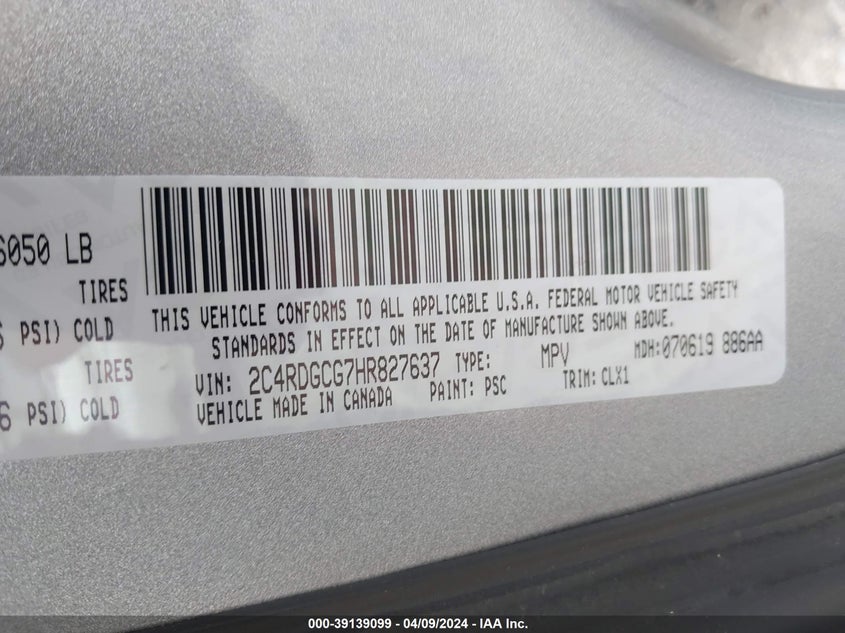 6050 LB
TIRES
PSI) COLD
TIRES
6 PSI) COLD
THIS VEHICLE CONFORMS TO ALL APPLICABLE U.S.A. FEDERAL MOTOR VEHICLE SAFETY
STANDARDS IN EFFECT ON THE DATE OF MANUFACTURE SHOWN ABOVE.
VIN: 2C4RDGCG7HR827637 TYPE: MPV MDH:070619 886AA
VEHICLE MADE IN CANADA PAINT: PSC TRIM: CLX1
000-39139099 / 04/09/2024 - IAA Inc.